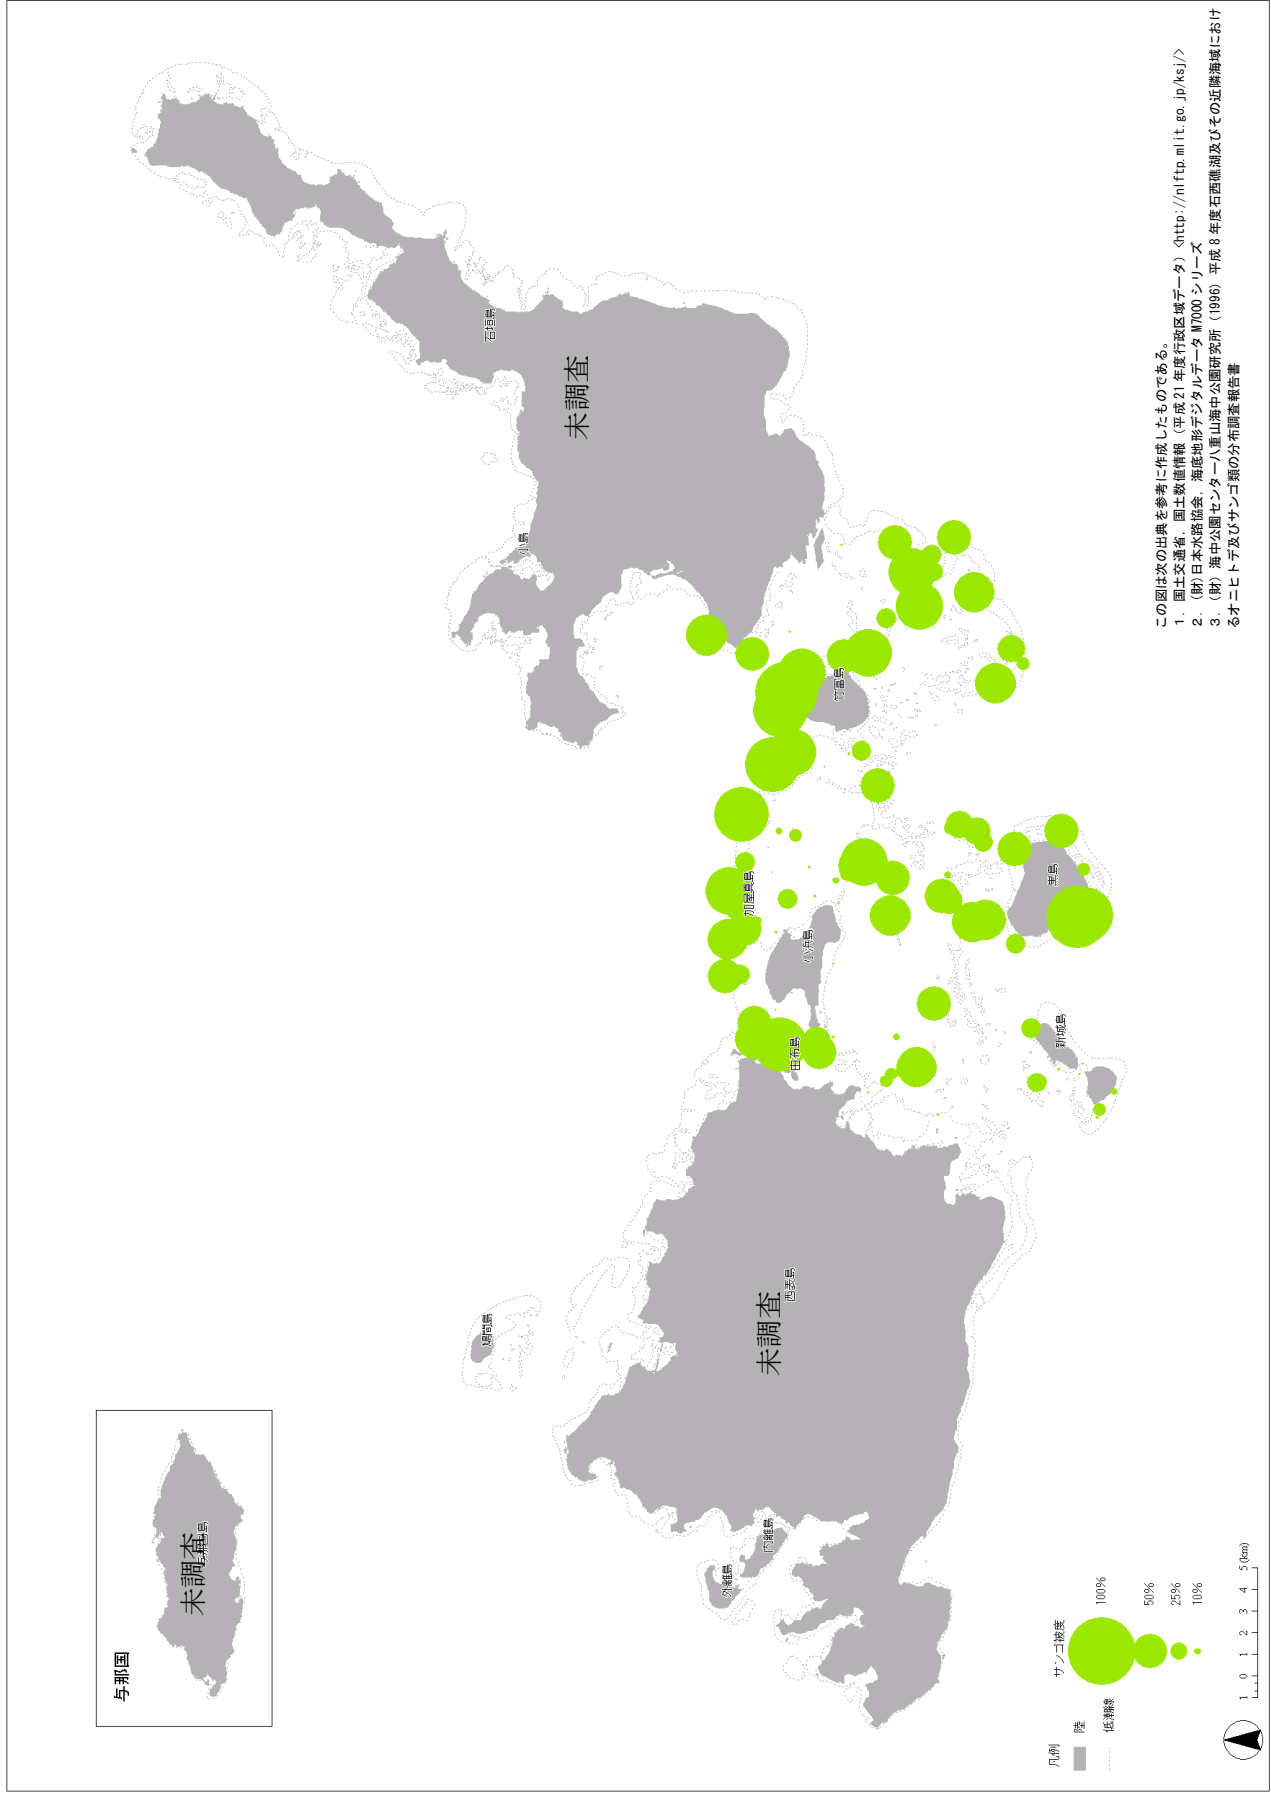 与那国
未調査
鳩間島
外離島
内離島
未調査
西表島
由布島
小浜島
加屋真島
竹富島
黒島
新城島
小島
石垣島
未調査
凡例
陸
低潮線
サンゴ被度
100%
50%
25%
10%
1 0 1 2 3 4 5 (km)
この図は次の出典を参考に作成したものである。
1. 国土交通省. 国土数値情報（平成21年度行政区域データ）<http://nlftp.mlit.go.jp/ksj/>
2. （財）日本水路協会. 海底地形デジタルデータ M7000 シリーズ
3. （財）海中公園センター八重山海中公園研究所（1996）平成8年度石西礁湖及びその近隣海域におけ
るオニヒトデ及びサンゴ類の分布調査報告書